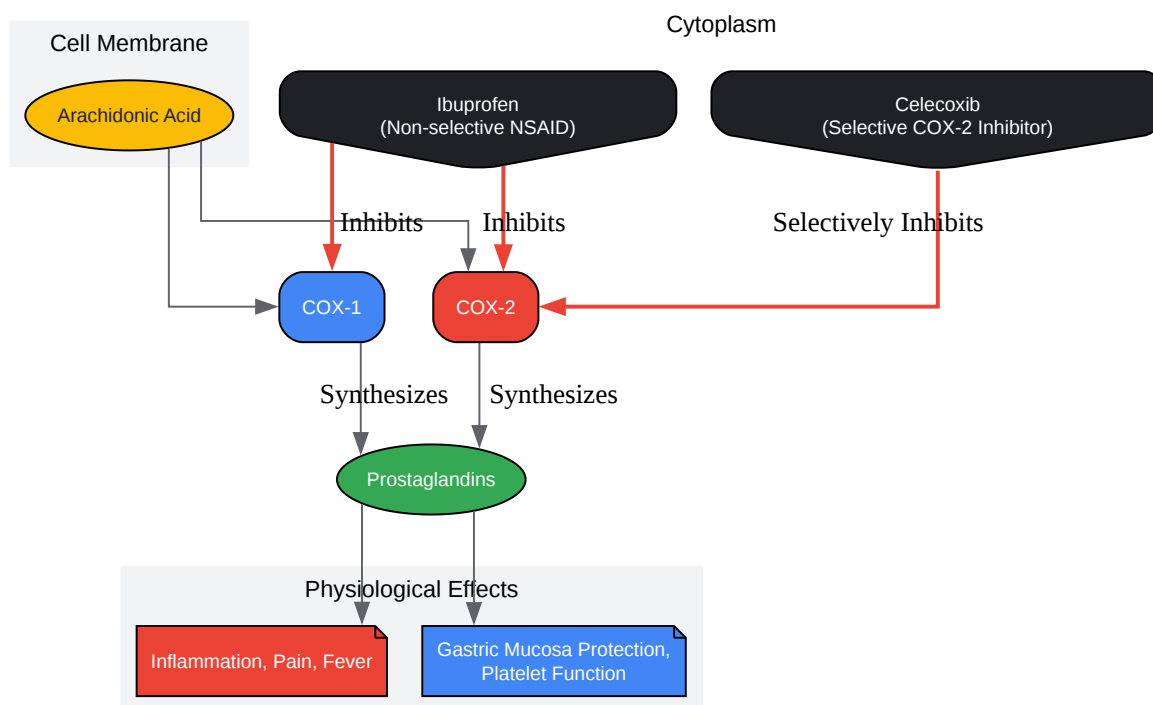 Cytoplasm
Cell Membrane
Arachidonic Acid
Ibuprofen
(Non-selective NSAID)
Celecoxib
(Selective COX-2 Inhibitor)
Inhibits
Inhibits
Selectively Inhibits
COX-1
COX-2
Synthesizes
Synthesizes
Prostaglandins
Physiological Effects
Inflammation, Pain, Fever
Gastric Mucosa Protection,
Platelet Function